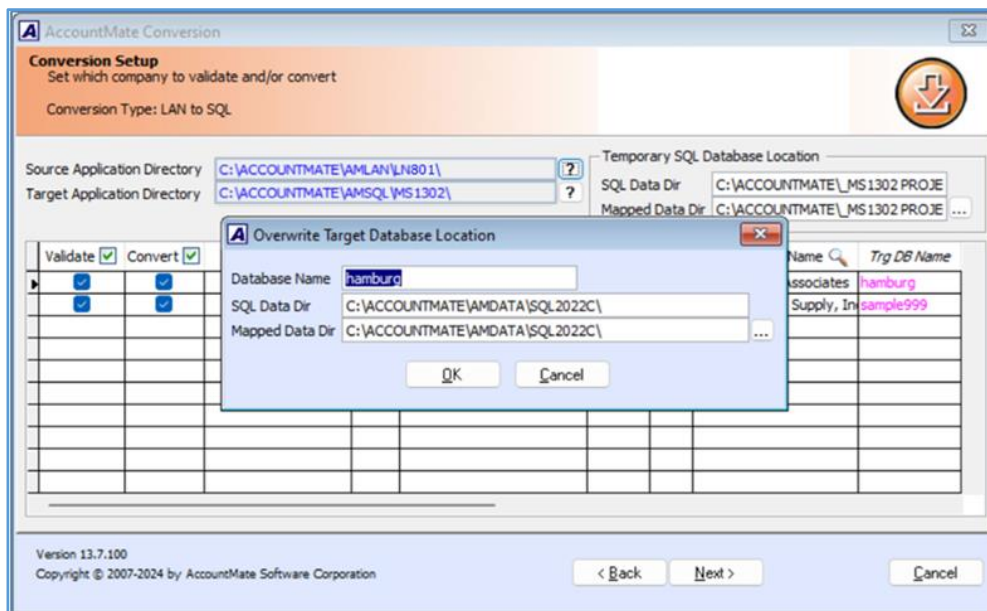 AccountMate Conversion
Conversion Setup
Set which company to validate and/or convert
Conversion Type: LAN to SQL
Source Application Directory C:\ACCOUNTMATE\AMLAN\LN801\ ?
Target Application Directory C:\ACCOUNTMATE\AMSQL\MS1302\ ?
Temporary SQL Database Location
SQL Data Dir C:\ACCOUNTMATE\_MS1302 PROJE
Mapped Data Dir C:\ACCOUNTMATE\_MS1302 PROJE ...
Validate Convert Name Trg DB Name
Associates hamburg
Supply, In sample999
Overwrite Target Database Location
Database Name hamburg
SQL Data Dir C:\ACCOUNTMATE\AMDATA\SQL2022C\
Mapped Data Dir C:\ACCOUNTMATE\AMDATA\SQL2022C\ ...
OK Cancel
Version 13.7.100
Copyright © 2007-2024 by AccountMate Software Corporation
< Back Next > Cancel